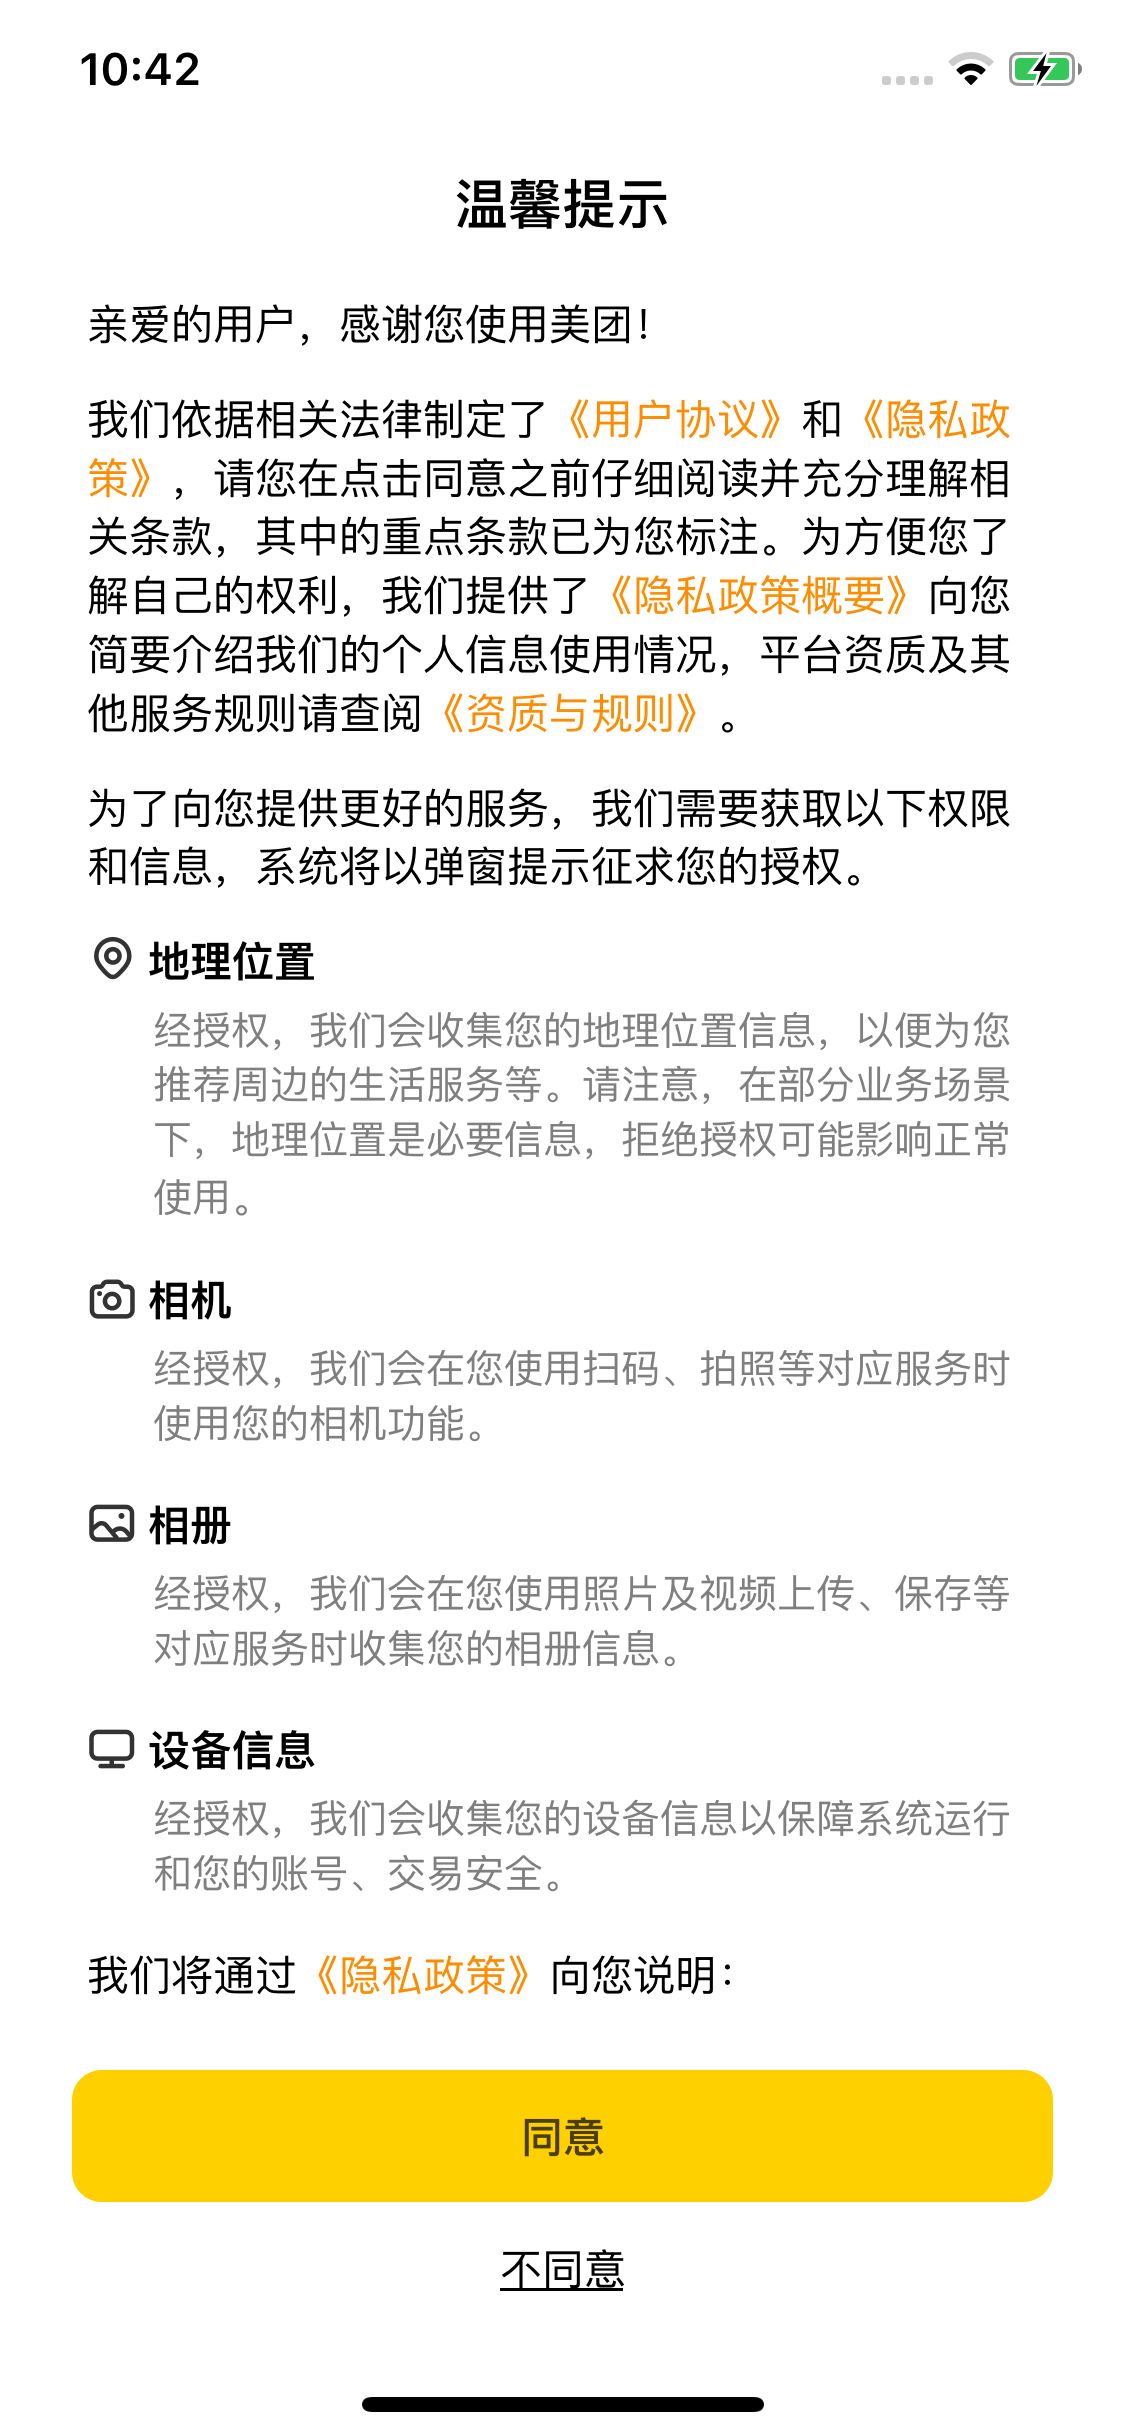 10:42
温馨提示
亲爱的用户，感谢您使用美团！
我们依据相关法律制定了《用户协议》和《隐私政
策》，请您在点击同意之前仔细阅读并充分理解相
关条款，其中的重点条款已为您标注。为方便您了
解自己的权利，我们提供了《隐私政策概要》向您
简要介绍我们的个人信息使用情况，平台资质及其
他服务规则请查阅《资质与规则》。
为了向您提供更好的服务，我们需要获取以下权限
和信息，系统将以弹窗提示征求您的授权。
地理位置
经授权，我们会收集您的地理位置信息，以便为您
推荐周边的生活服务等。请注意，在部分业务场景
下，地理位置是必要信息，拒绝授权可能影响正常
使用。
相机
经授权，我们会在您使用扫码、拍照等对应服务时
使用您的相机功能。
相册
经授权，我们会在您使用照片及视频上传、保存等
对应服务时收集您的相册信息。
设备信息
经授权，我们会收集您的设备信息以保障系统运行
和您的账号、交易安全。
我们将通过《隐私政策》向您说明：
同意
不同意